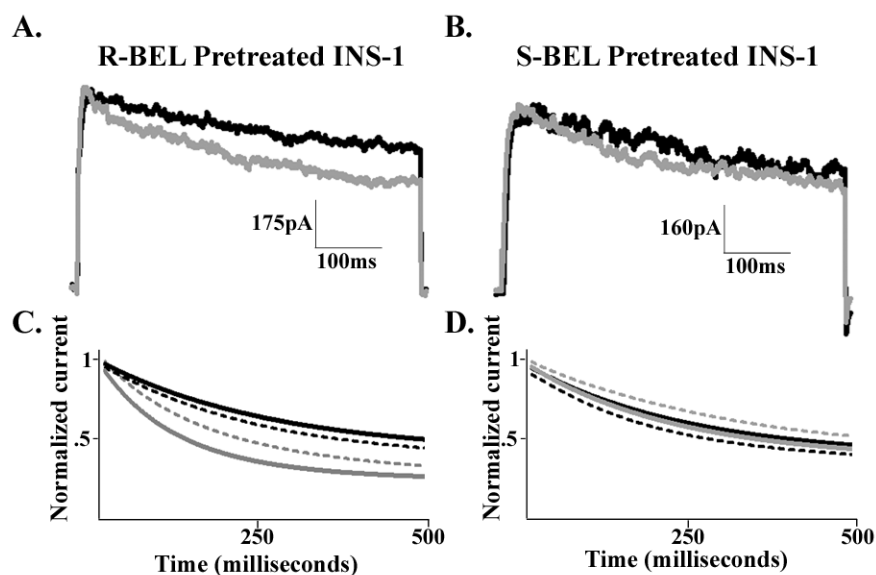 A.
R-BEL Pretreated INS-1
175pA
100ms
B.
S-BEL Pretreated INS-1
160pA
100ms
C.
Normalized current
1
.5
250
500
Time (milliseconds)
D.
Normalized current
1
.5
250
500
Time (milliseconds)